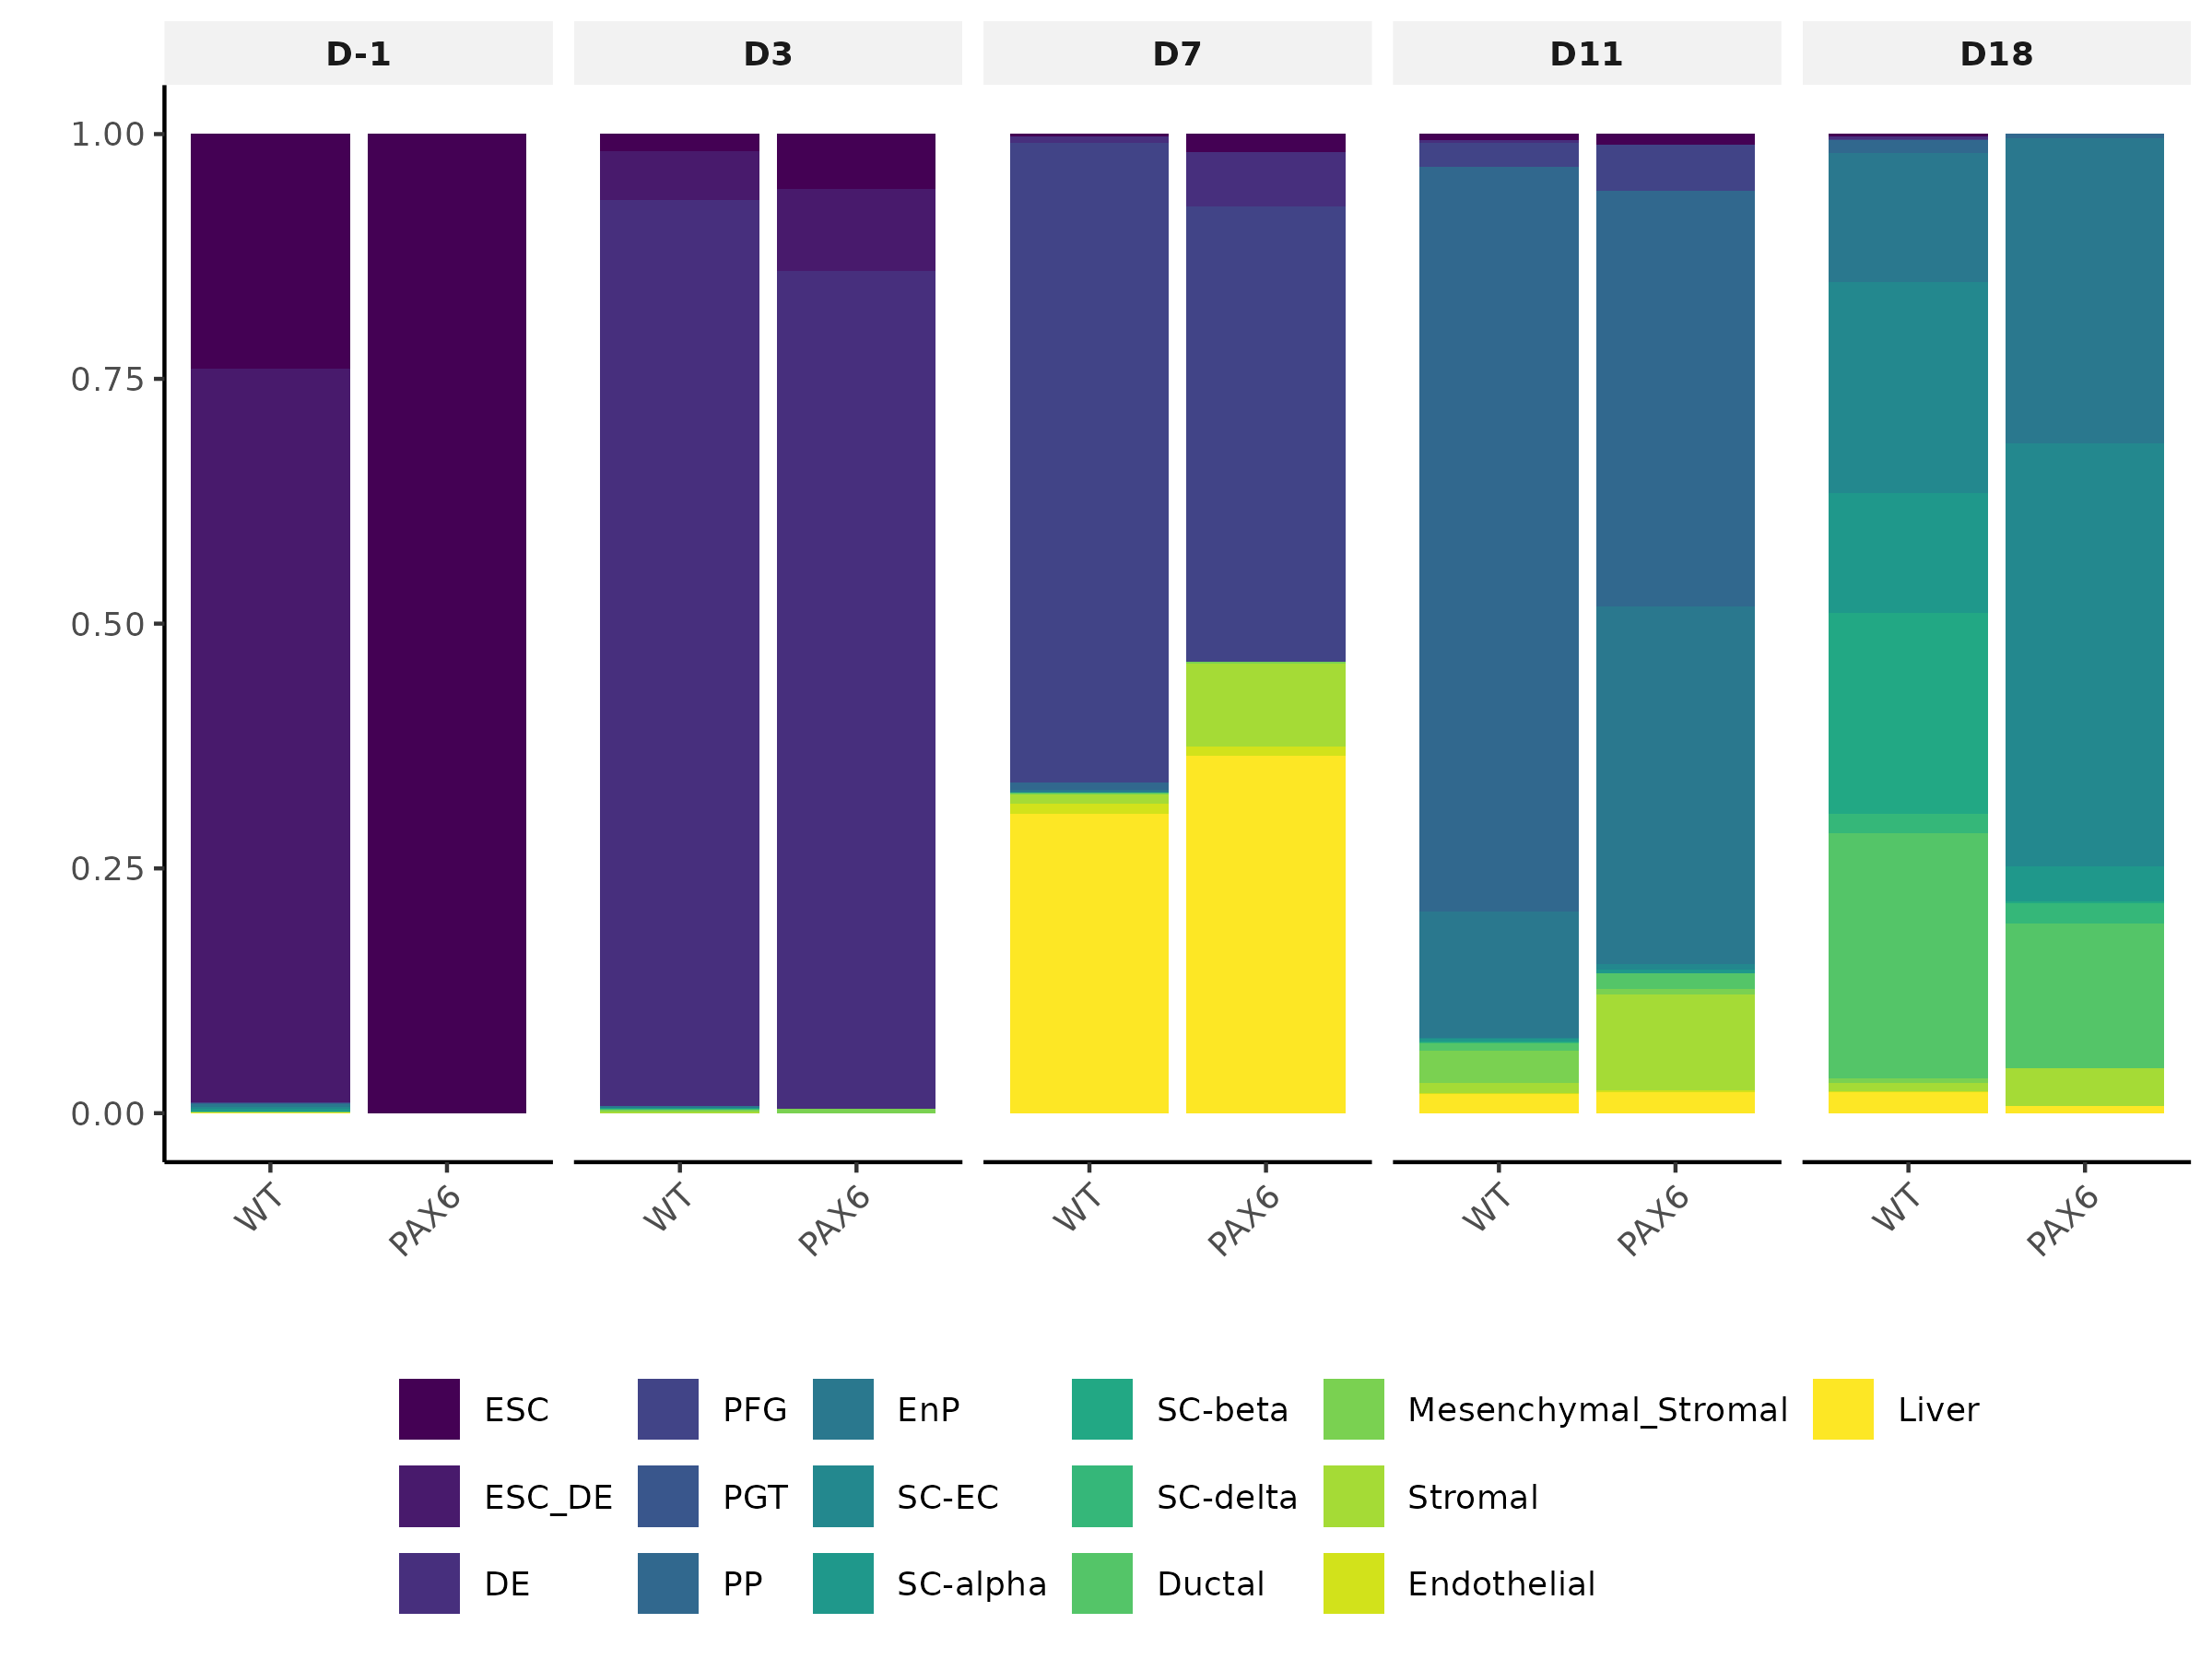 D-1 D3 D7 D11 D18
1.00
0.75
0.50
0.25
0.00
WT PAX6 WT PAX6 WT PAX6 WT PAX6 WT PAX6
ESC PFG EnP SC-beta Mesenchymal_Stromal Liver
ESC_DE PGT SC-EC SC-delta Stromal
DE PP SC-alpha Ductal Endothelial